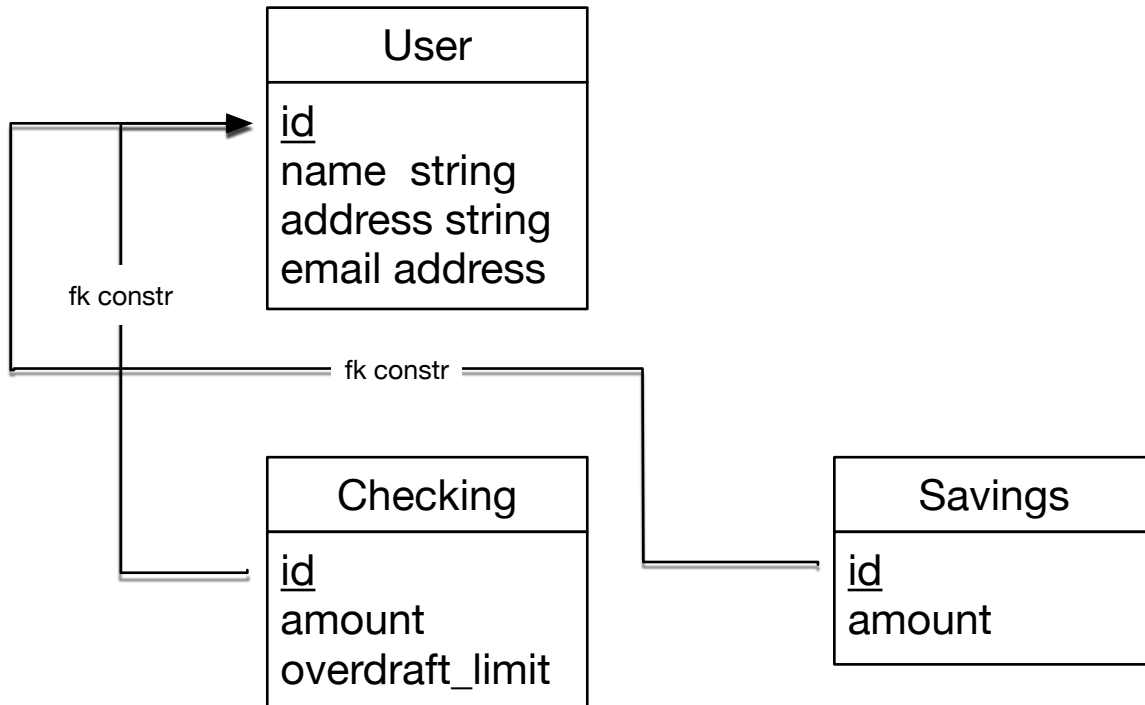 User
id
name  string
address string
email address
fk constr
fk constr
Checking
id
amount
overdraft_limit
Savings
id
amount